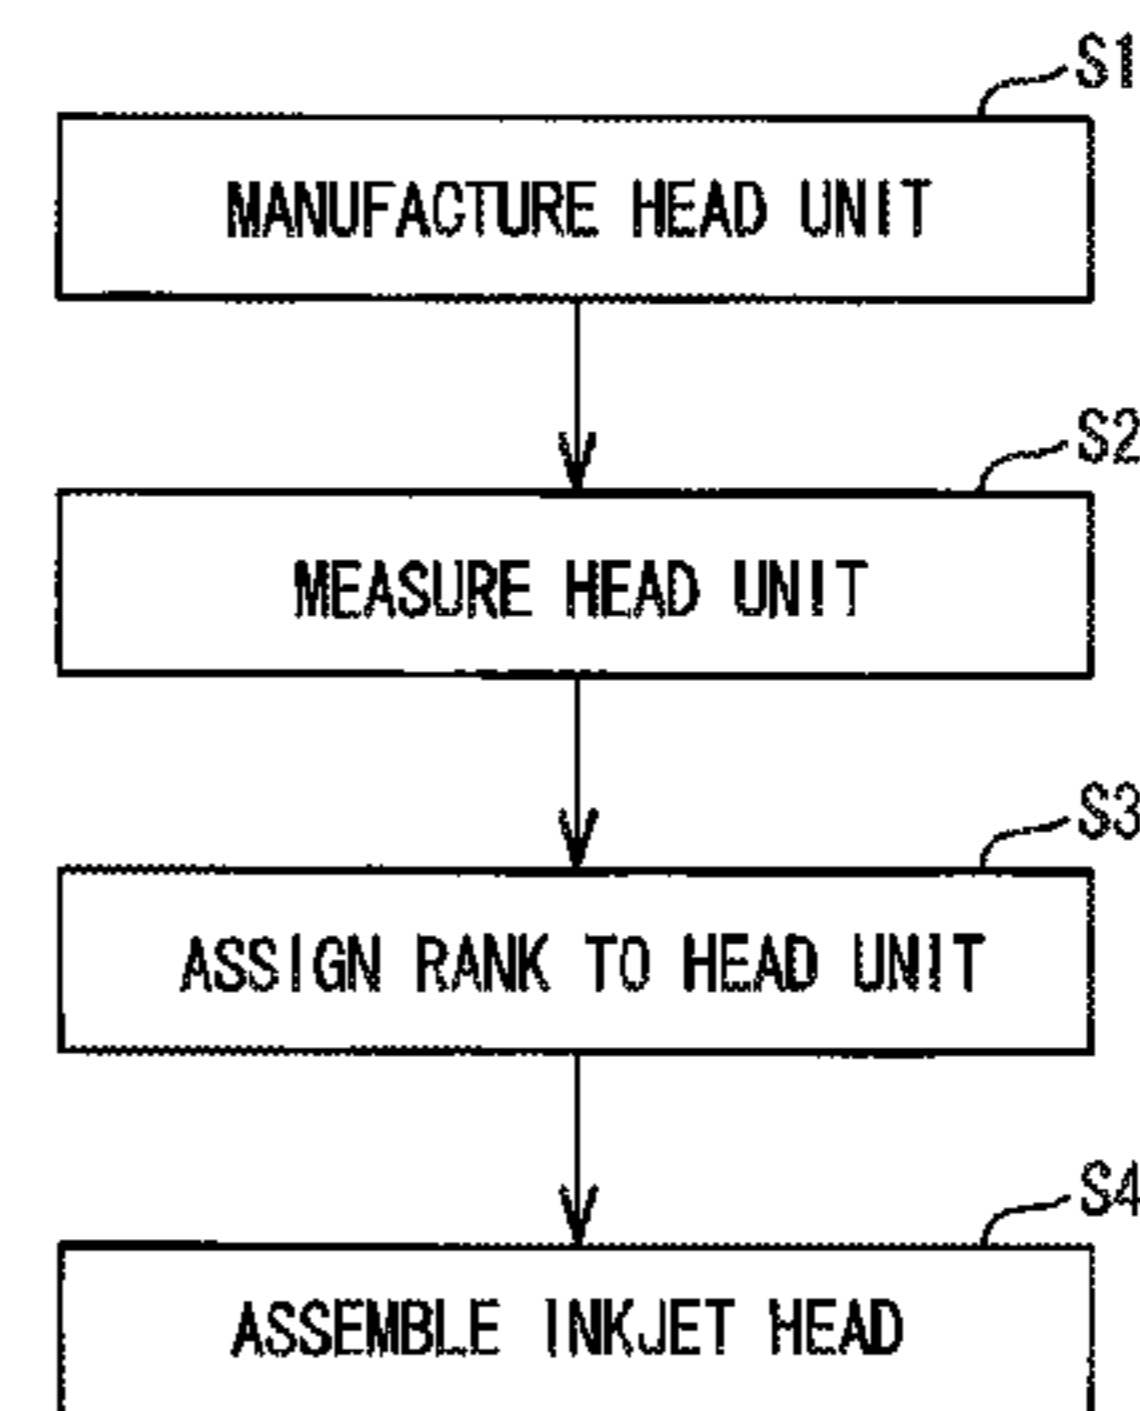 S1
MANUFACTURE HEAD UNIT
S2
MEASURE HEAD UNIT
S3
ASSIGN RANK TO HEAD UNIT
S4
ASSEMBLE INKJET HEAD